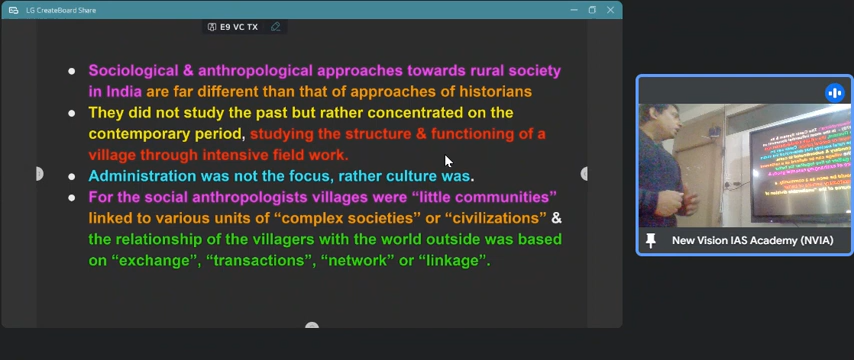 LG CreateBoard Share
E9 VC TX
● Sociological & anthropological approaches towards rural society
in India are far different than that of approaches of historians
● They did not study the past but rather concentrated on the
contemporary period, studying the structure & functioning of a
village through intensive field work.
● Administration was not the focus, rather culture was.
● For the social anthropologists villages were “little communities”
linked to various units of “complex societies” or “civilizations” &
the relationship of the villagers with the world outside was based
on “exchange”, “transactions”, “network” or “linkage”.
New Vision IAS Academy (NVIA)